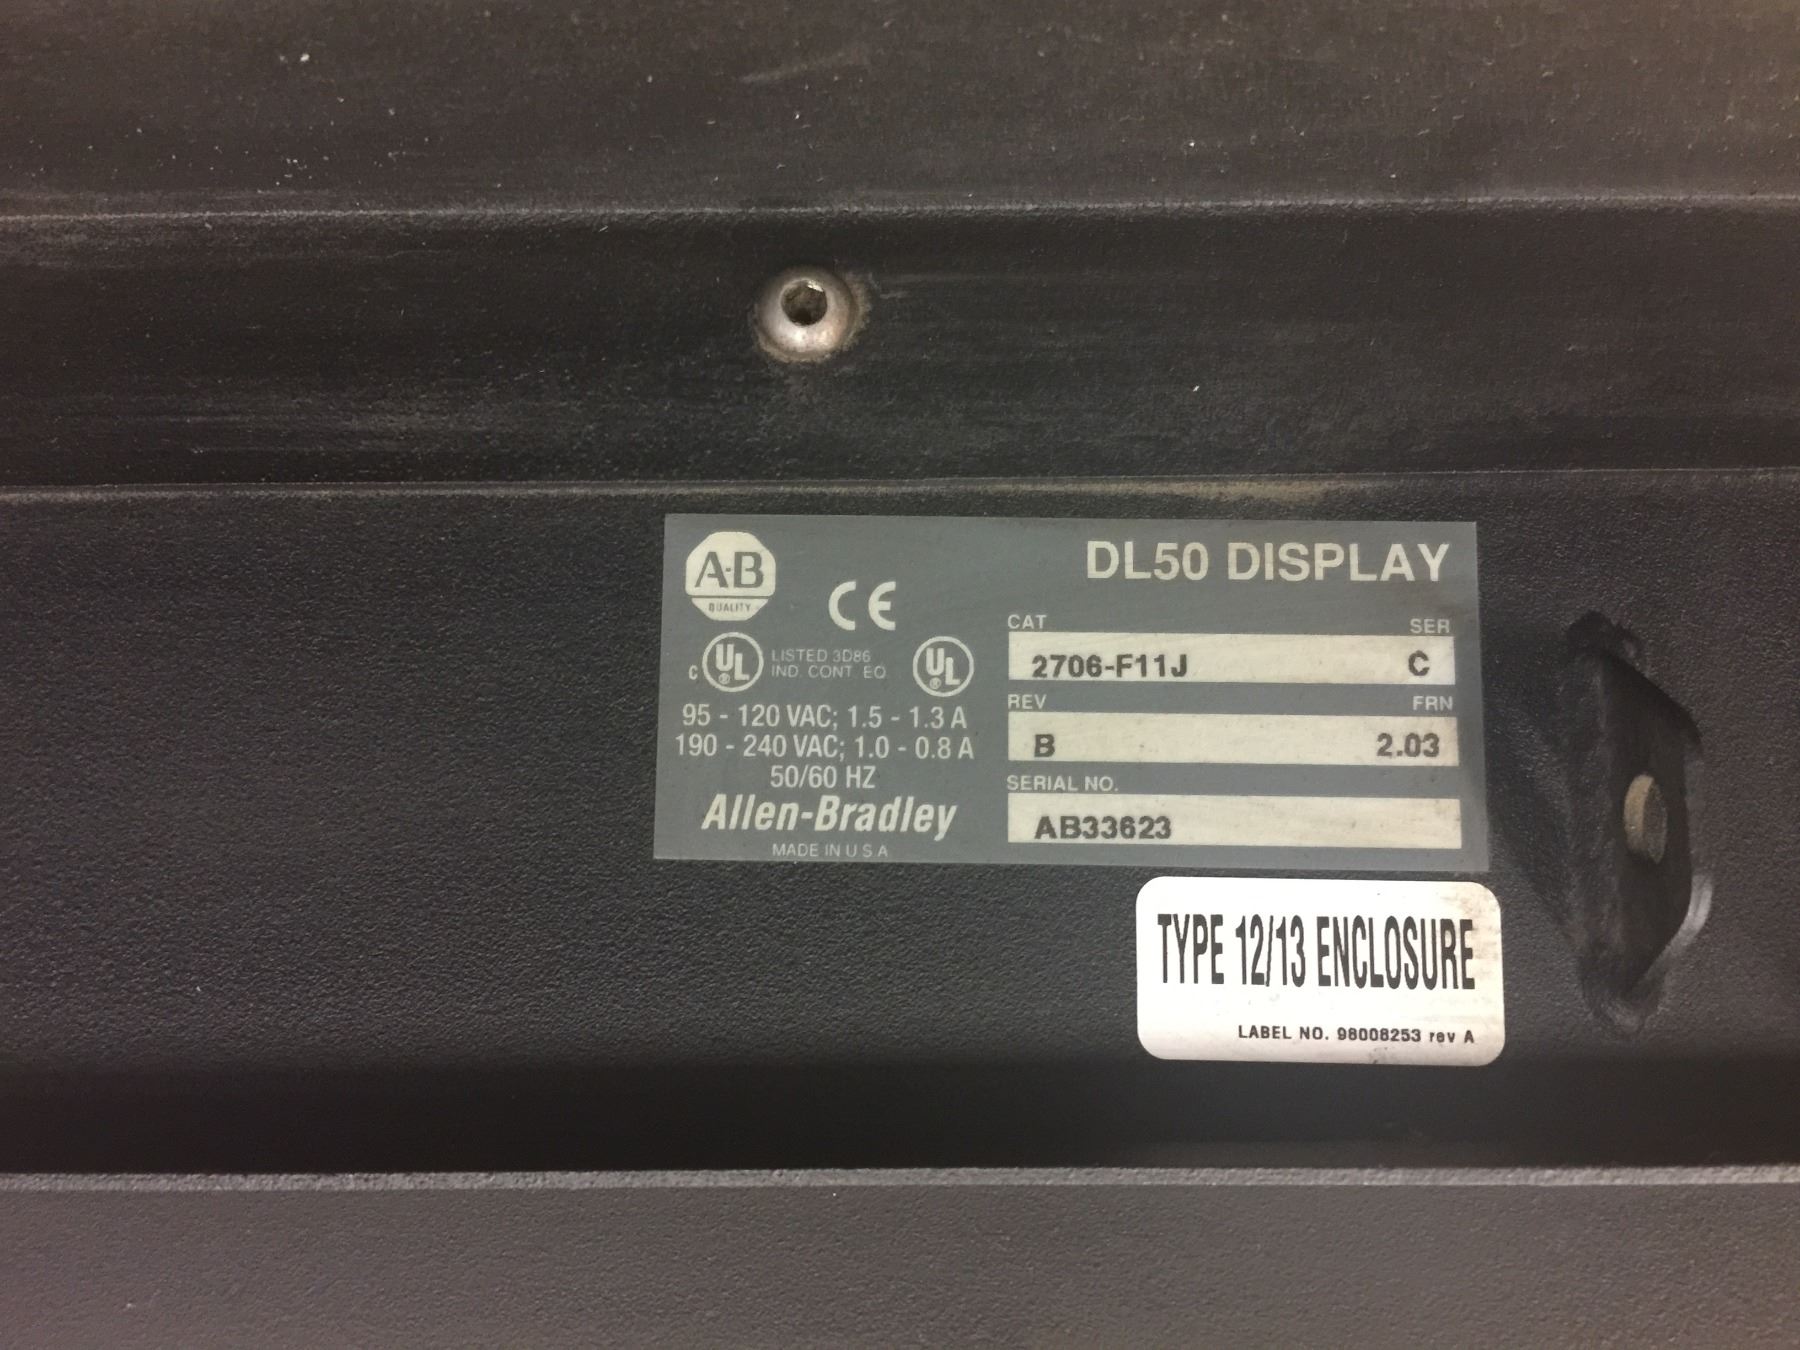 A-B
QUALITY
CE
DL50 DISPLAY
CAT SER
2706-F11J C
C UL ® LISTED 3D86
IND. CONT. EQ.
UL ®
REV FRN
B 2.03
95 - 120 VAC; 1.5 - 1.3 A
190 - 240 VAC; 1.0 - 0.8 A
50/60 HZ
SERIAL NO.
AB33623
Allen-Bradley
MADE IN U S A
TYPE 12/13 ENCLOSURE
LABEL NO. 98008253 rev A